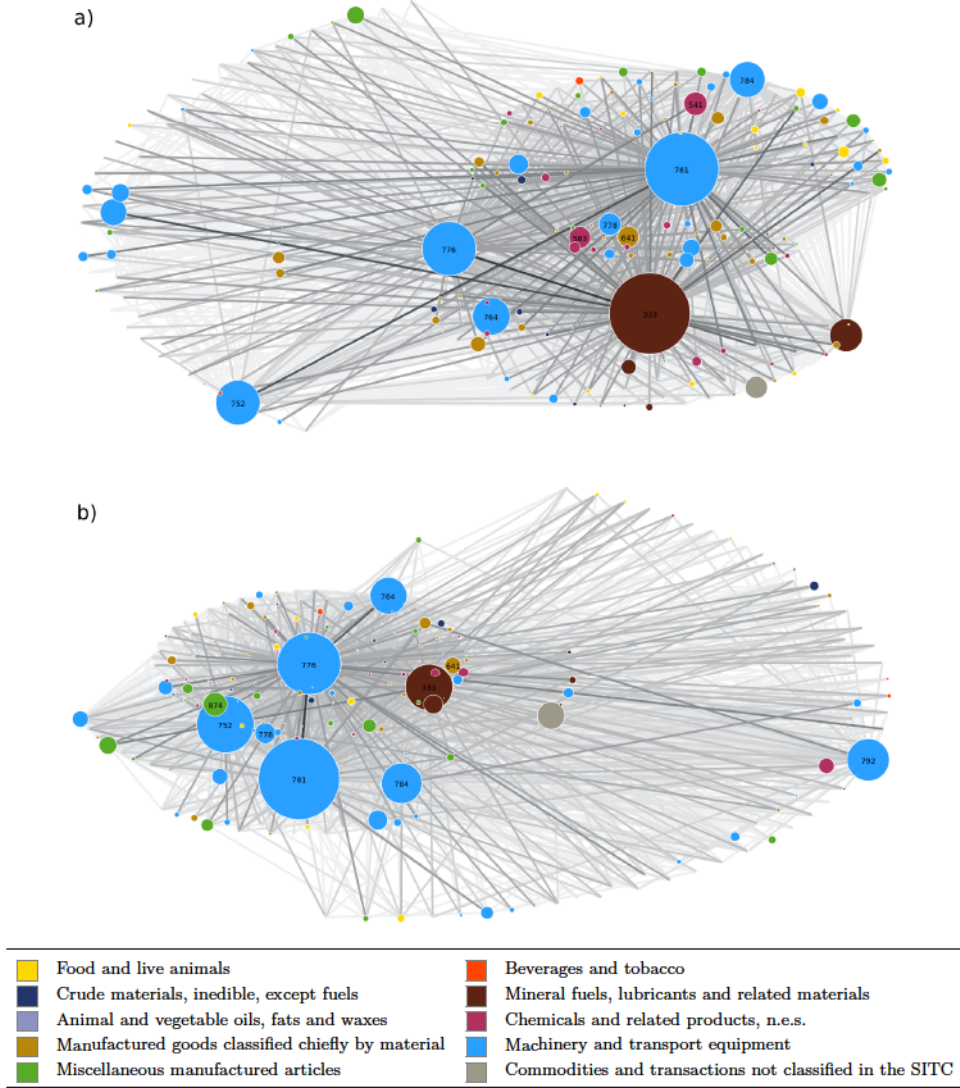 a)
784
541
781
778
583
641
776
333
764
752
b)
764
776
641
333
874
752
778
781
784
792
Food and live animals
Beverages and tobacco
Crude materials, inedible, except fuels
Mineral fuels, lubricants and related materials
Animal and vegetable oils, fats and waxes
Chemicals and related products, n.e.s.
Manufactured goods classified chiefly by material
Machinery and transport equipment
Miscellaneous manufactured articles
Commodities and transactions not classified in the SITC